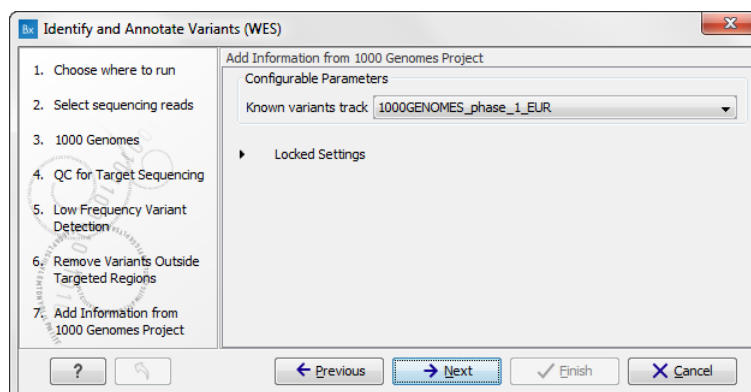 Bx Identify and Annotate Variants (WES)
1. Choose where to run
2. Select sequencing reads
3. 1000 Genomes
4. QC for Target Sequencing
5. Low Frequency Variant
Detection
6. Remove Variants Outside
Targeted Regions
7. Add Information from
1000 Genomes Project
Add Information from 1000 Genomes Project
Configurable Parameters
Known variants track 1000GENOMES_phase_1_EUR
Locked Settings
? Previous Next Finish Cancel